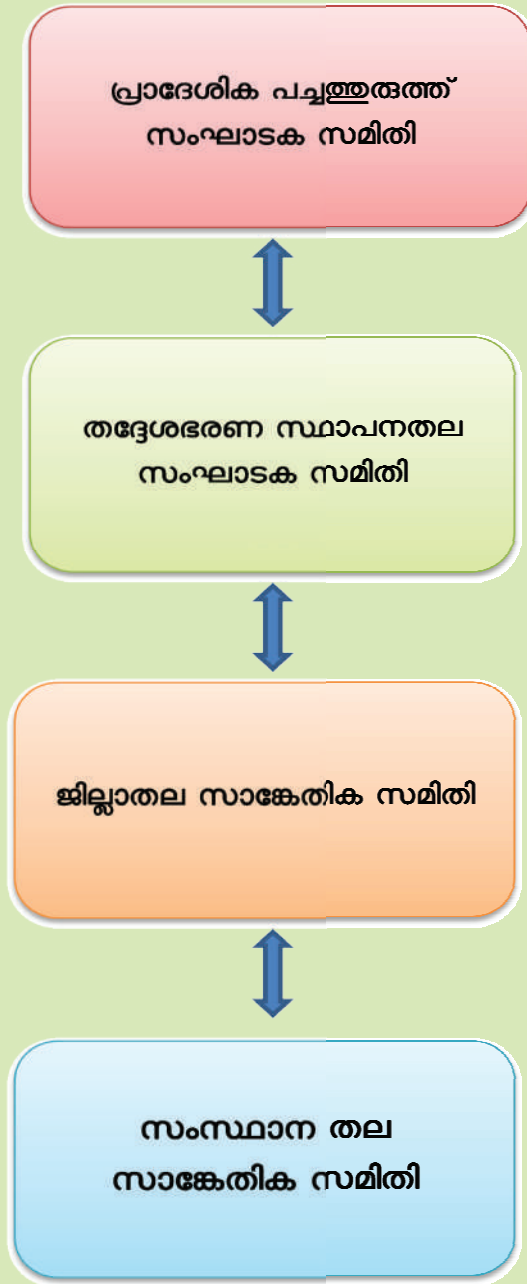 പ്രാദേശിക പച്ചത്തുരുത്ത്
സംഘാടക സമിതി
തദ്ദേശഭരണ സ്ഥാപനതല
സംഘാടക സമിതി
ജില്ലാതല സാങ്കേതിക സമിതി
സംസ്ഥാന തല
സാങ്കേതിക സമിതി